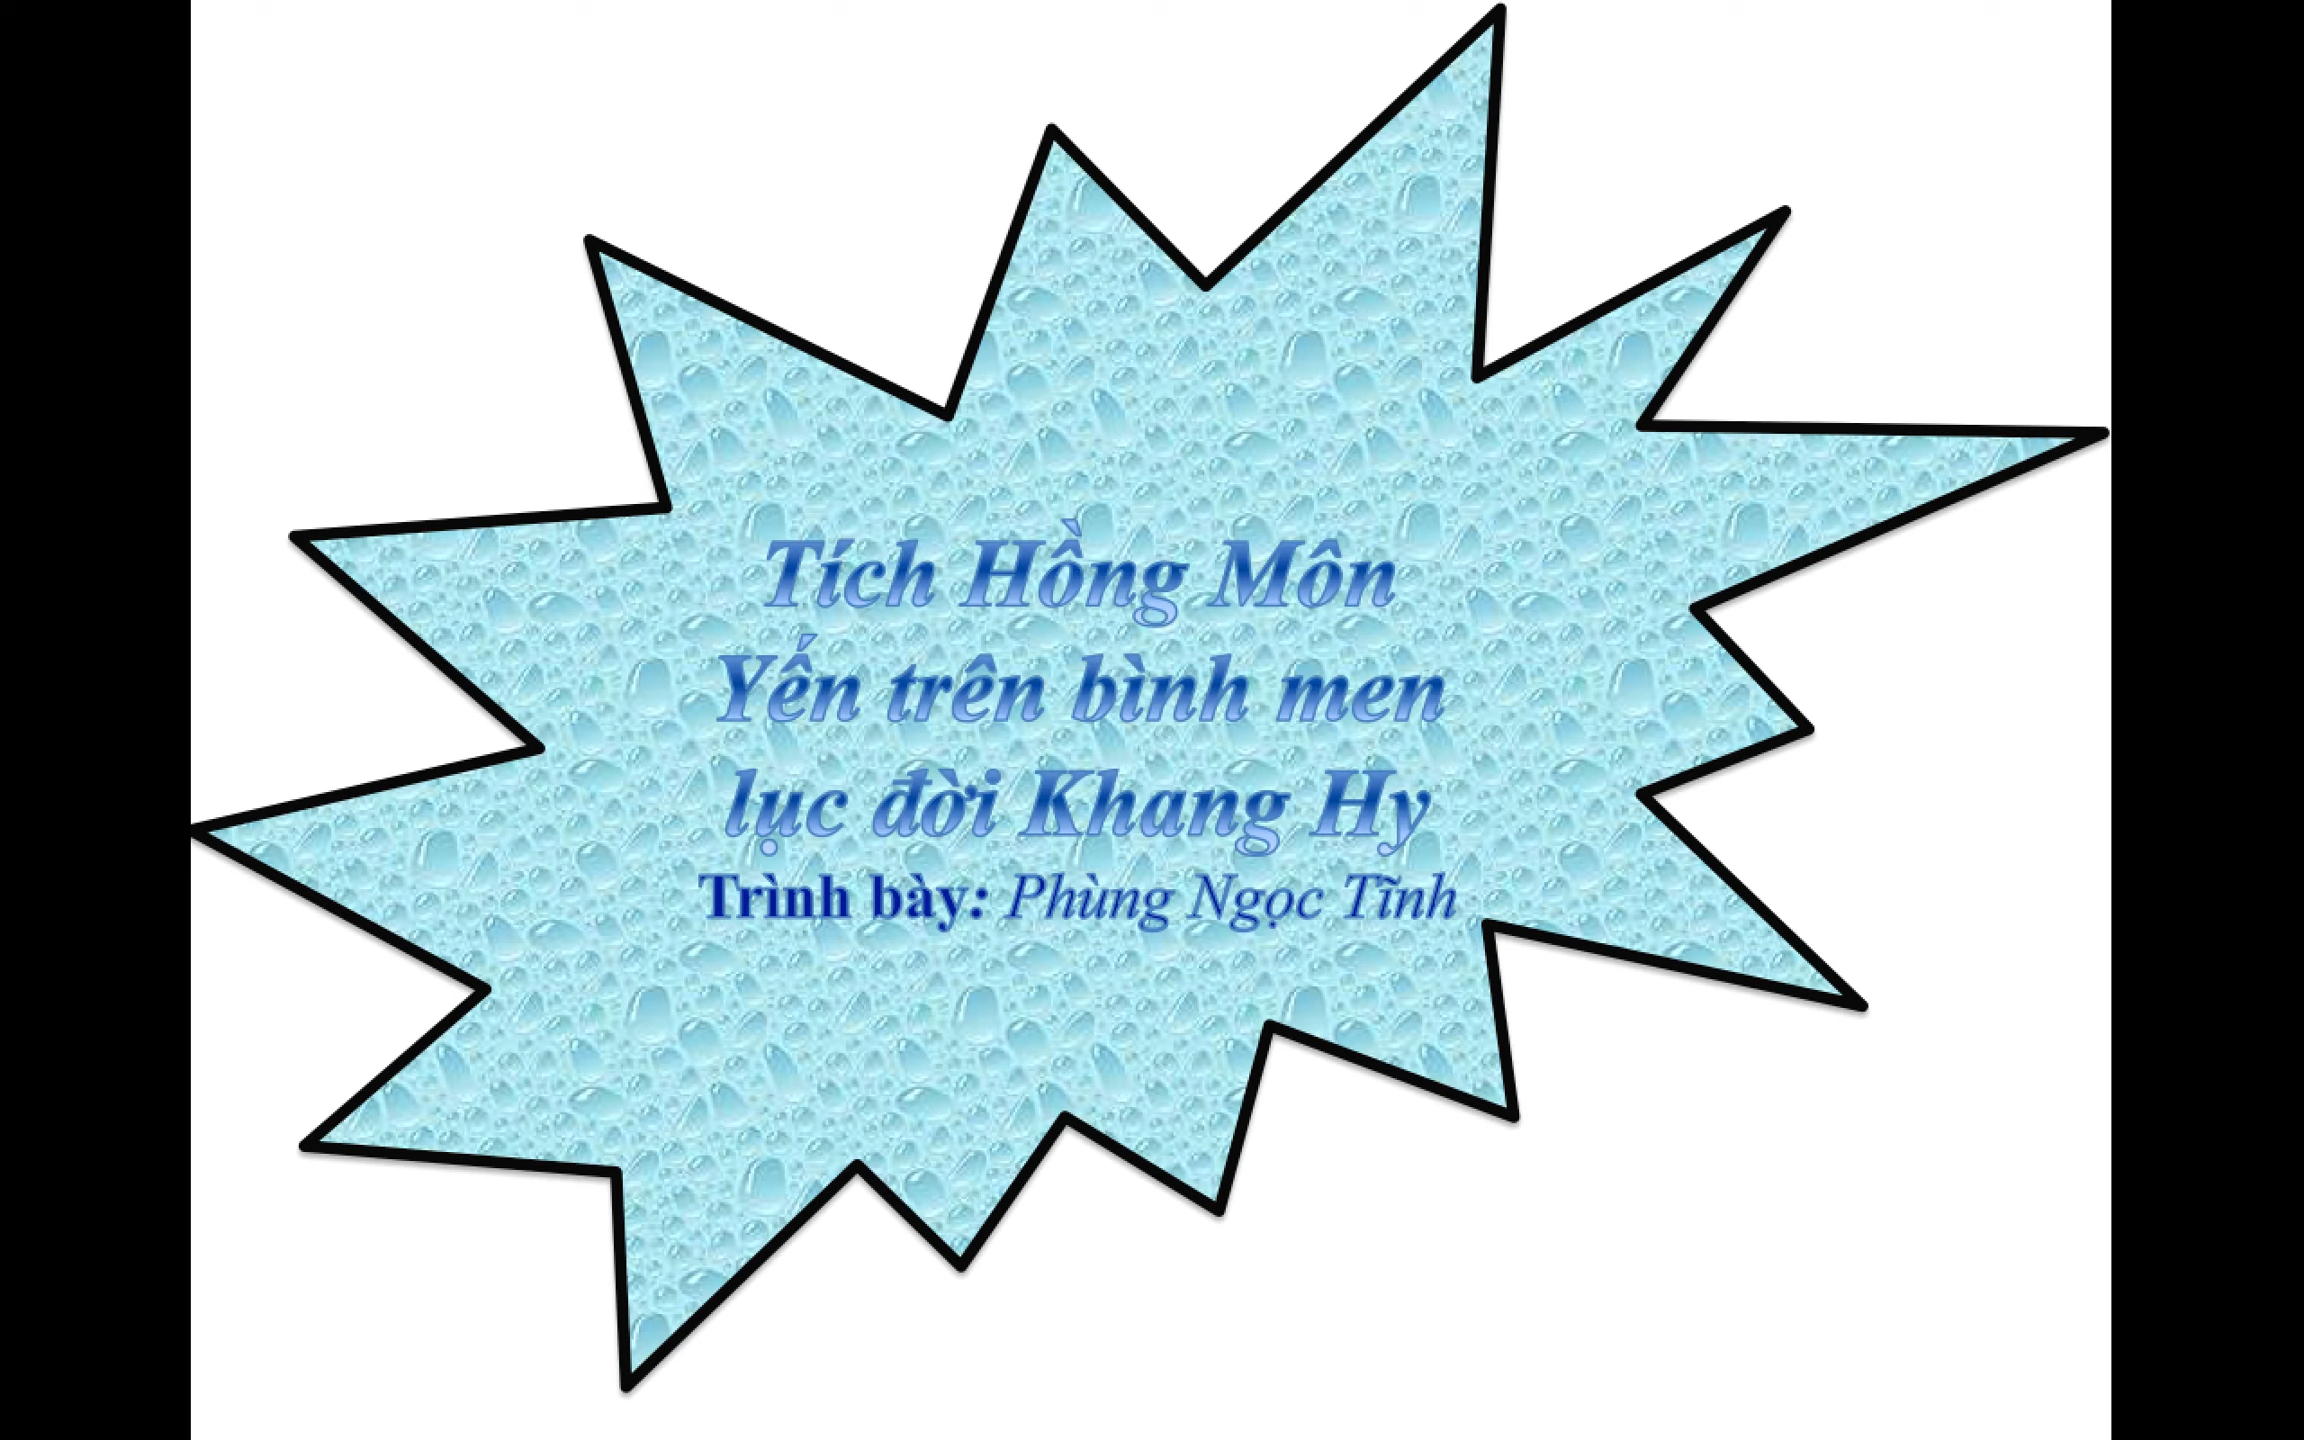 Tích Hồng Môn
Yến trên bình men
lục đời Khang Hy
Trình bày: Phùng Ngọc Tĩnh